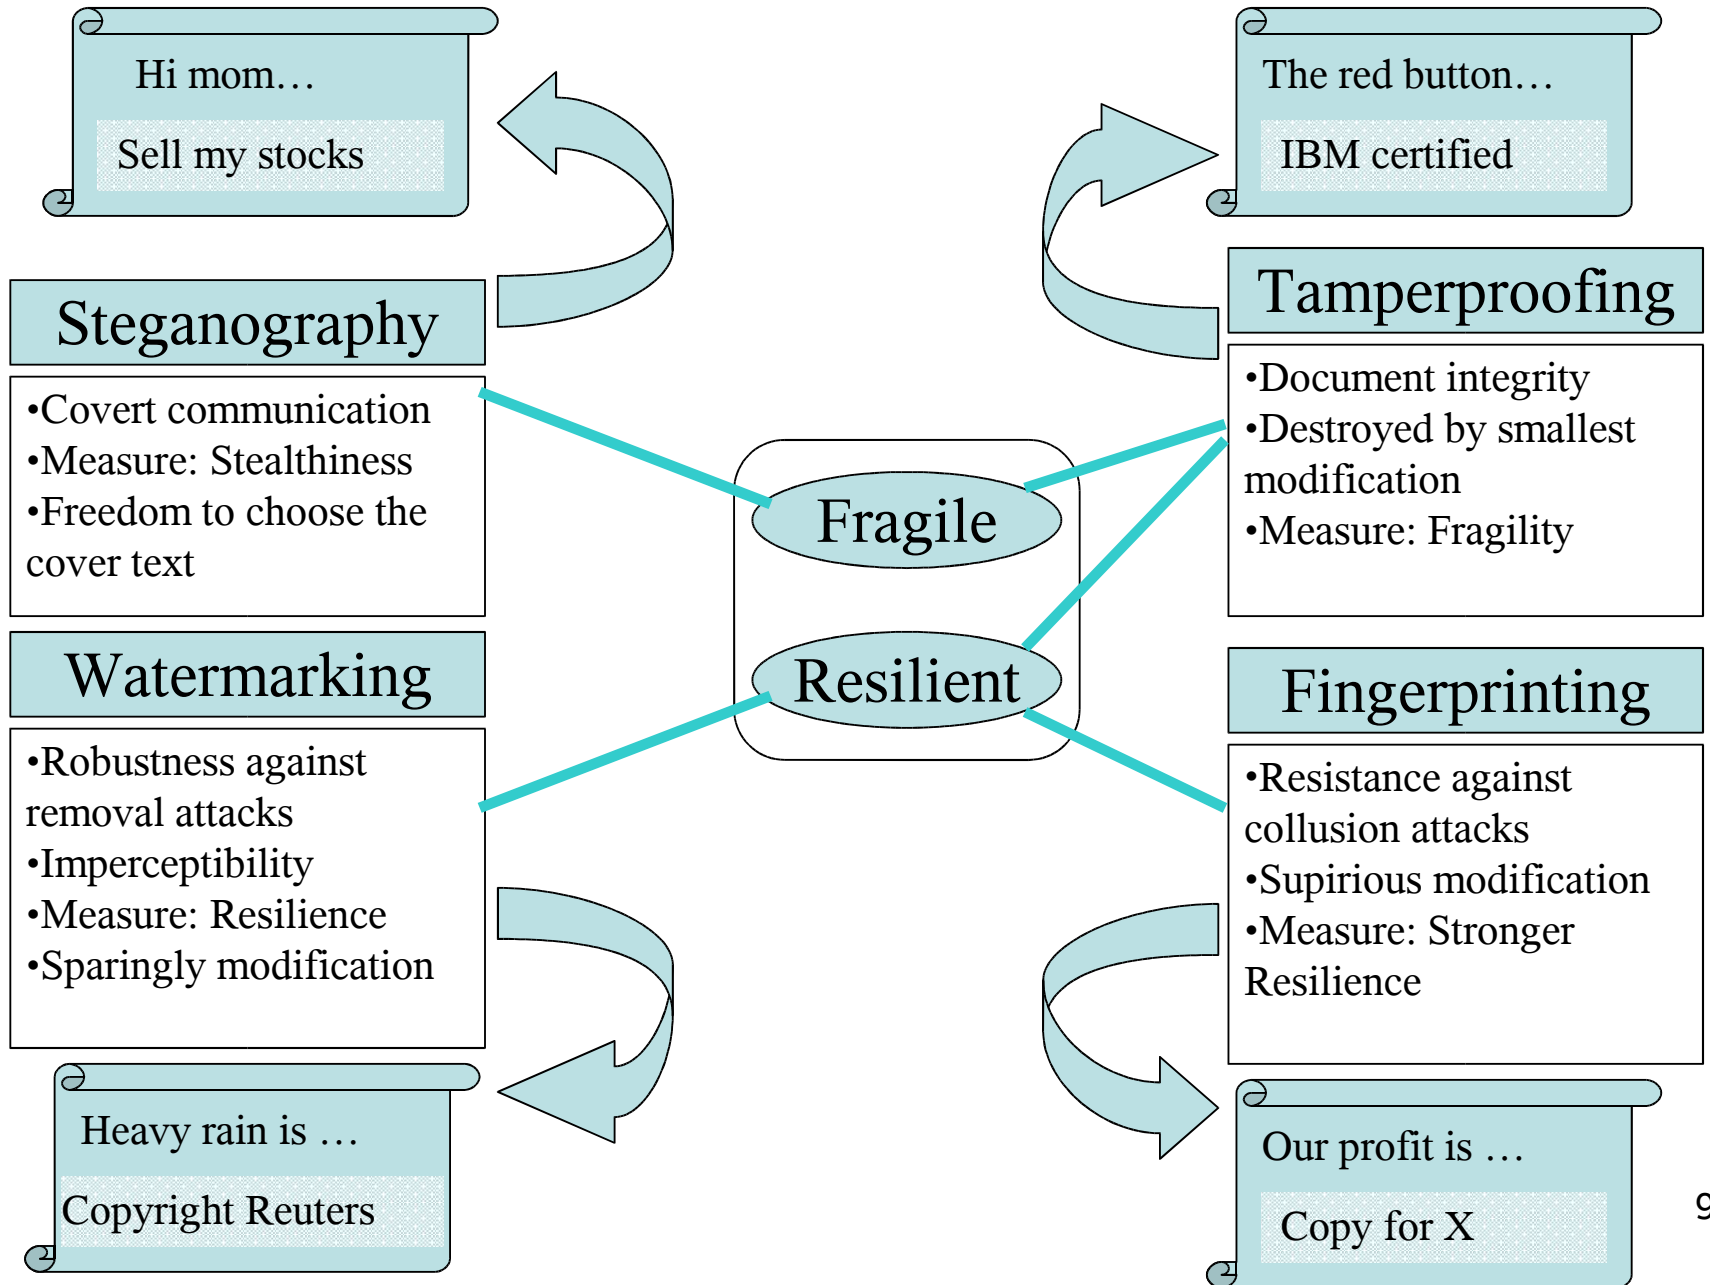 Hi mom…
Sell my stocks
The red button…
IBM certified
Steganography
•Covert communication
•Measure: Stealthiness
•Freedom to choose the
cover text
Tamperproofing
•Document integrity
•Destroyed by smallest
modification
•Measure: Fragility
Fragile
Resilient
Watermarking
•Robustness against
removal attacks
•Imperceptibility
•Measure: Resilience
•Sparingly modification
Fingerprinting
•Resistance against
collusion attacks
•Supirious modification
•Measure: Stronger
Resilience
Heavy rain is …
Copyright Reuters
Our profit is …
Copy for X
9